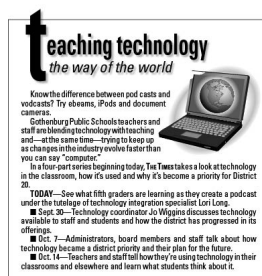 teaching technology
the way of the world
Know the difference between pod casts and
vodcasts? Try ebeams, iPods and document
cameras.
Gothenburg Public Schools teachers and
staff are blending technology with teaching
and—at the same time—trying to keep up
as changes in the industry evolve faster than
you can say "computer."
In a four-part series beginning today, THE TIMES takes a look at technology
in the classroom, how it's used and why it's become a priority for District
20.
TODAY—See what fifth graders are learning as they create a podcast
under the tutelage of technology integration specialist Lori Long.
■ Sept. 30—Technology coordinator Jo Wiggins discusses technology
available to staff and students and how the district has progressed in its
offerings.
■ Oct. 7—Administrators, board members and staff talk about how
technology became a district priority and their plan for the future.
■ Oct. 14—Teachers and staff tell how they're using technology in their
classrooms and elsewhere and learn what students think about it.